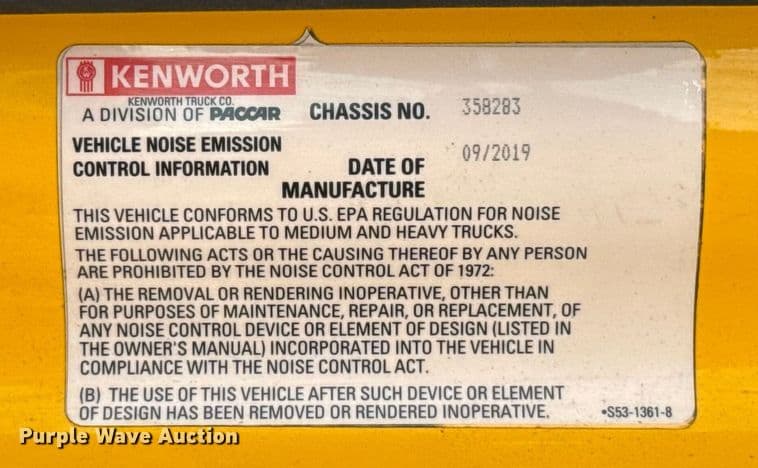 KENWORTH
KENWORTH TRUCK CO.
A DIVISION OF PACCAR
CHASSIS NO. 358283
VEHICLE NOISE EMISSION
CONTROL INFORMATION
DATE OF
MANUFACTURE
09/2019
THIS VEHICLE CONFORMS TO U.S. EPA REGULATION FOR NOISE
EMISSION APPLICABLE TO MEDIUM AND HEAVY TRUCKS.
THE FOLLOWING ACTS OR THE CAUSING THEREOF BY ANY PERSON
ARE PROHIBITED BY THE NOISE CONTROL ACT OF 1972:
(A) THE REMOVAL OR RENDERING INOPERATIVE, OTHER THAN
FOR PURPOSES OF MAINTENANCE, REPAIR, OR REPLACEMENT, OF
ANY NOISE CONTROL DEVICE OR ELEMENT OF DESIGN (LISTED IN
THE OWNER'S MANUAL) INCORPORATED INTO THE VEHICLE IN
COMPLIANCE WITH THE NOISE CONTROL ACT.
(B) THE USE OF THIS VEHICLE AFTER SUCH DEVICE OR ELEMENT
OF DESIGN HAS BEEN REMOVED OR RENDERED INOPERATIVE.
•S53-1361-8
Purple Wave Auction